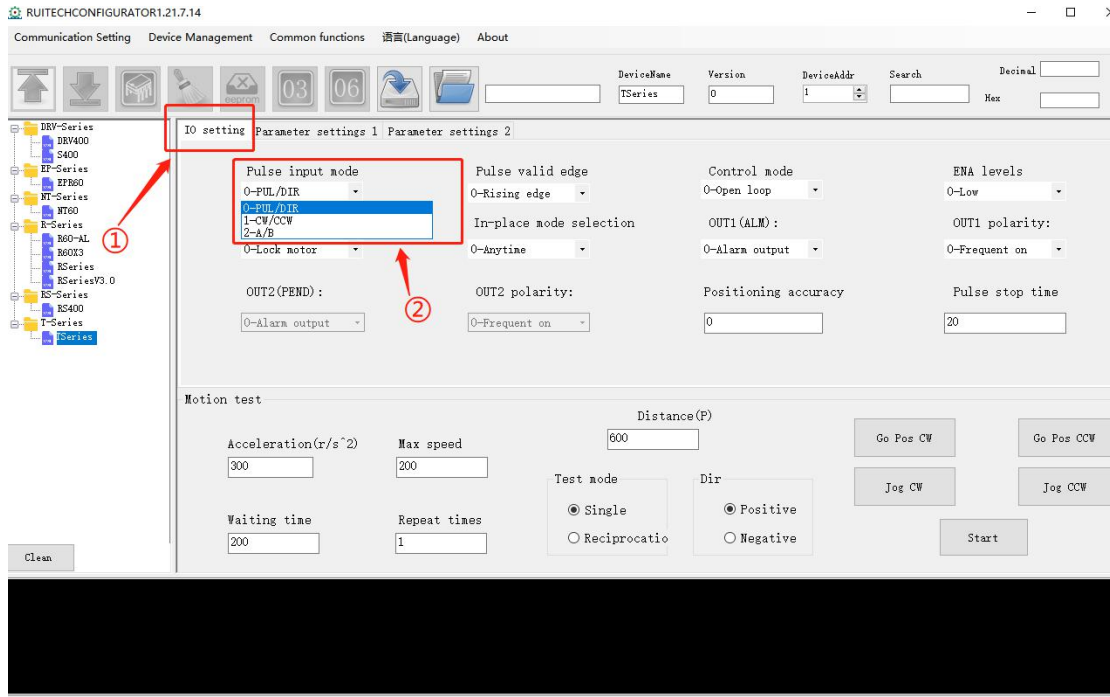 RUITECHCONFIGURATOR1.21.7.14
Communication Setting Device Management Common functions 语言(Language) About
eeprom 03 06
DeviceName Version DeviceAddr Search Decimal
TSeries 0 1 Hex
DRV-Series
DRV400
S400
EP-Series
EPR60
NT-Series
NT60
R-Series
R60-AL
R60X3
RSeries
RSeriesV3.0
RS-Series
RS400
T-Series
TSeries
①
Clean
IO setting Parameter settings 1 Parameter settings 2
Pulse input mode Pulse valid edge Control mode ENA levels
0-PUL/DIR 0-Rising edge 0-Open loop 0-Low
0-PUL/DIR
1-CW/CCW
2-A/B
In-place mode selection OUT1(ALM): OUT1 polarity:
0-Lock motor 0-Anytime 0-Alarm output 0-Frequent on
②
OUT2(PEND): OUT2 polarity: Positioning accuracy Pulse stop time
0-Alarm output 0-Frequent on 0 20
Motion test
Distance(P)
Acceleration(r/s^2) Max speed 600 Go Pos CW Go Pos CCW
300 200
Test mode Dir
Jog CW Jog CCW
Single Positive
Waiting time Repeat times
200 1 Reciprocatio Negative Start